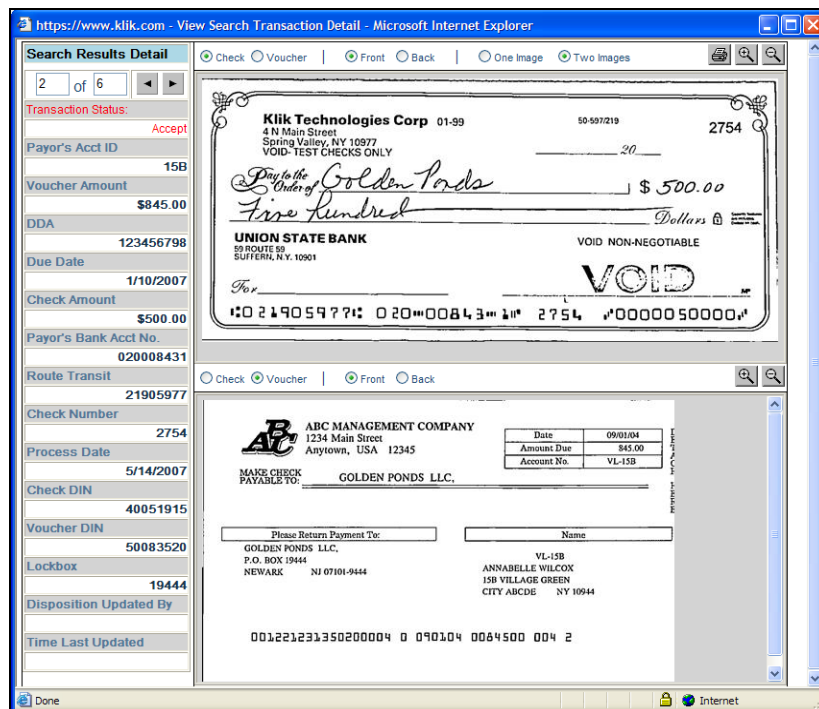 https://www.klik.com - View Search Transaction Detail - Microsoft Internet Explorer
Search Results Detail
2 of 6
Transaction Status:
Accept
Payor's Acct ID
15B
Voucher Amount
$845.00
DDA
123456798
Due Date
1/10/2007
Check Amount
$500.00
Payor's Bank Acct No.
020008431
Route Transit
21905977
Check Number
2754
Process Date
5/14/2007
Check DIN
40051915
Voucher DIN
50083520
Lockbox
19444
Disposition Updated By
Time Last Updated
Check Voucher | Front Back | One Image Two Images
Klik Technologies Corp 01-99 50-597/219 2754
4 N Main Street
Spring Valley, NY 10977
VOID-TEST CHECKS ONLY
20
Pay to the
Order of Golden Ponds $ 500.00
Five Hundred Dollars
UNION STATE BANK VOID NON-NEGOTIABLE
59 ROUTE 59
SUFFERN, N.Y. 10901
VOID
For
MP
⑆021905977⑆ 020⑈00843⑈1⑈ 2754 ⑈0000050000⑈
Check Voucher | Front Back
ABC
ABC MANAGEMENT COMPANY
1234 Main Street
Anytown, USA 12345
Date 09/01/04
Amount Due 845.00
Account No. VL-15B
MAKE CHECK
PAYABLE TO: GOLDEN PONDS LLC,
Please Return Payment To:
GOLDEN PONDS LLC,
P.O. BOX 19444
NEWARK NJ 07101-9444
Name
VL-15B
ANNABELLE WILCOX
15B VILLAGE GREEN
CITY ABCDE NY 10944
001221231350200004 0 090104 0084500 004 2
Done
Internet